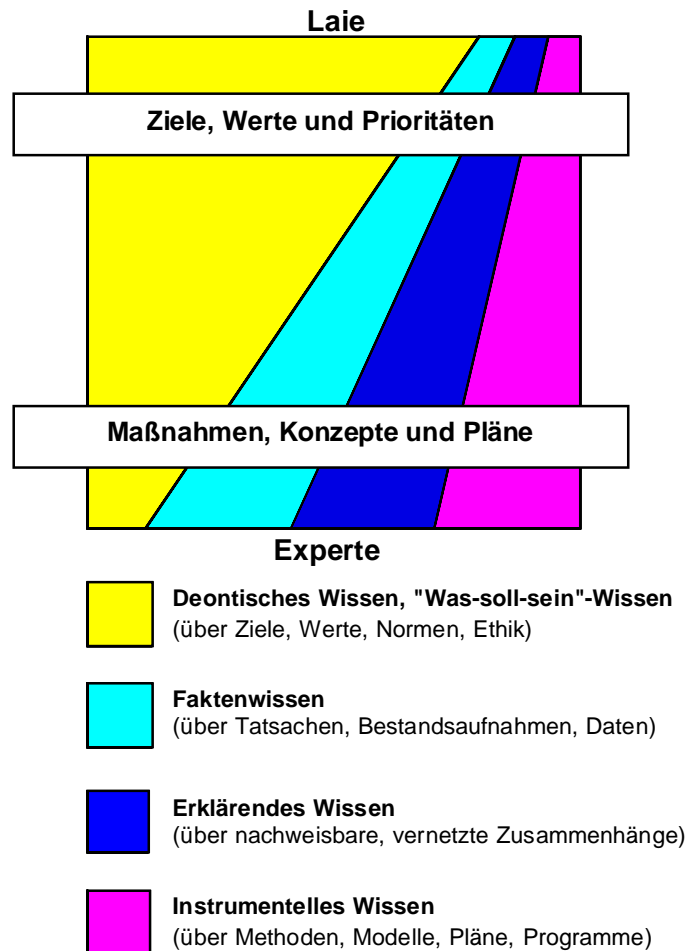 Laie
Ziele, Werte und Prioritäten
Maßnahmen, Konzepte und Pläne
Experte
Deontisches Wissen, "Was-soll-sein"-Wissen
(über Ziele, Werte, Normen, Ethik)
Faktenwissen
(über Tatsachen, Bestandsaufnahmen, Daten)
Erklärendes Wissen
(über nachweisbare, vernetzte Zusammenhänge)
Instrumentelles Wissen
(über Methoden, Modelle, Pläne, Programme)